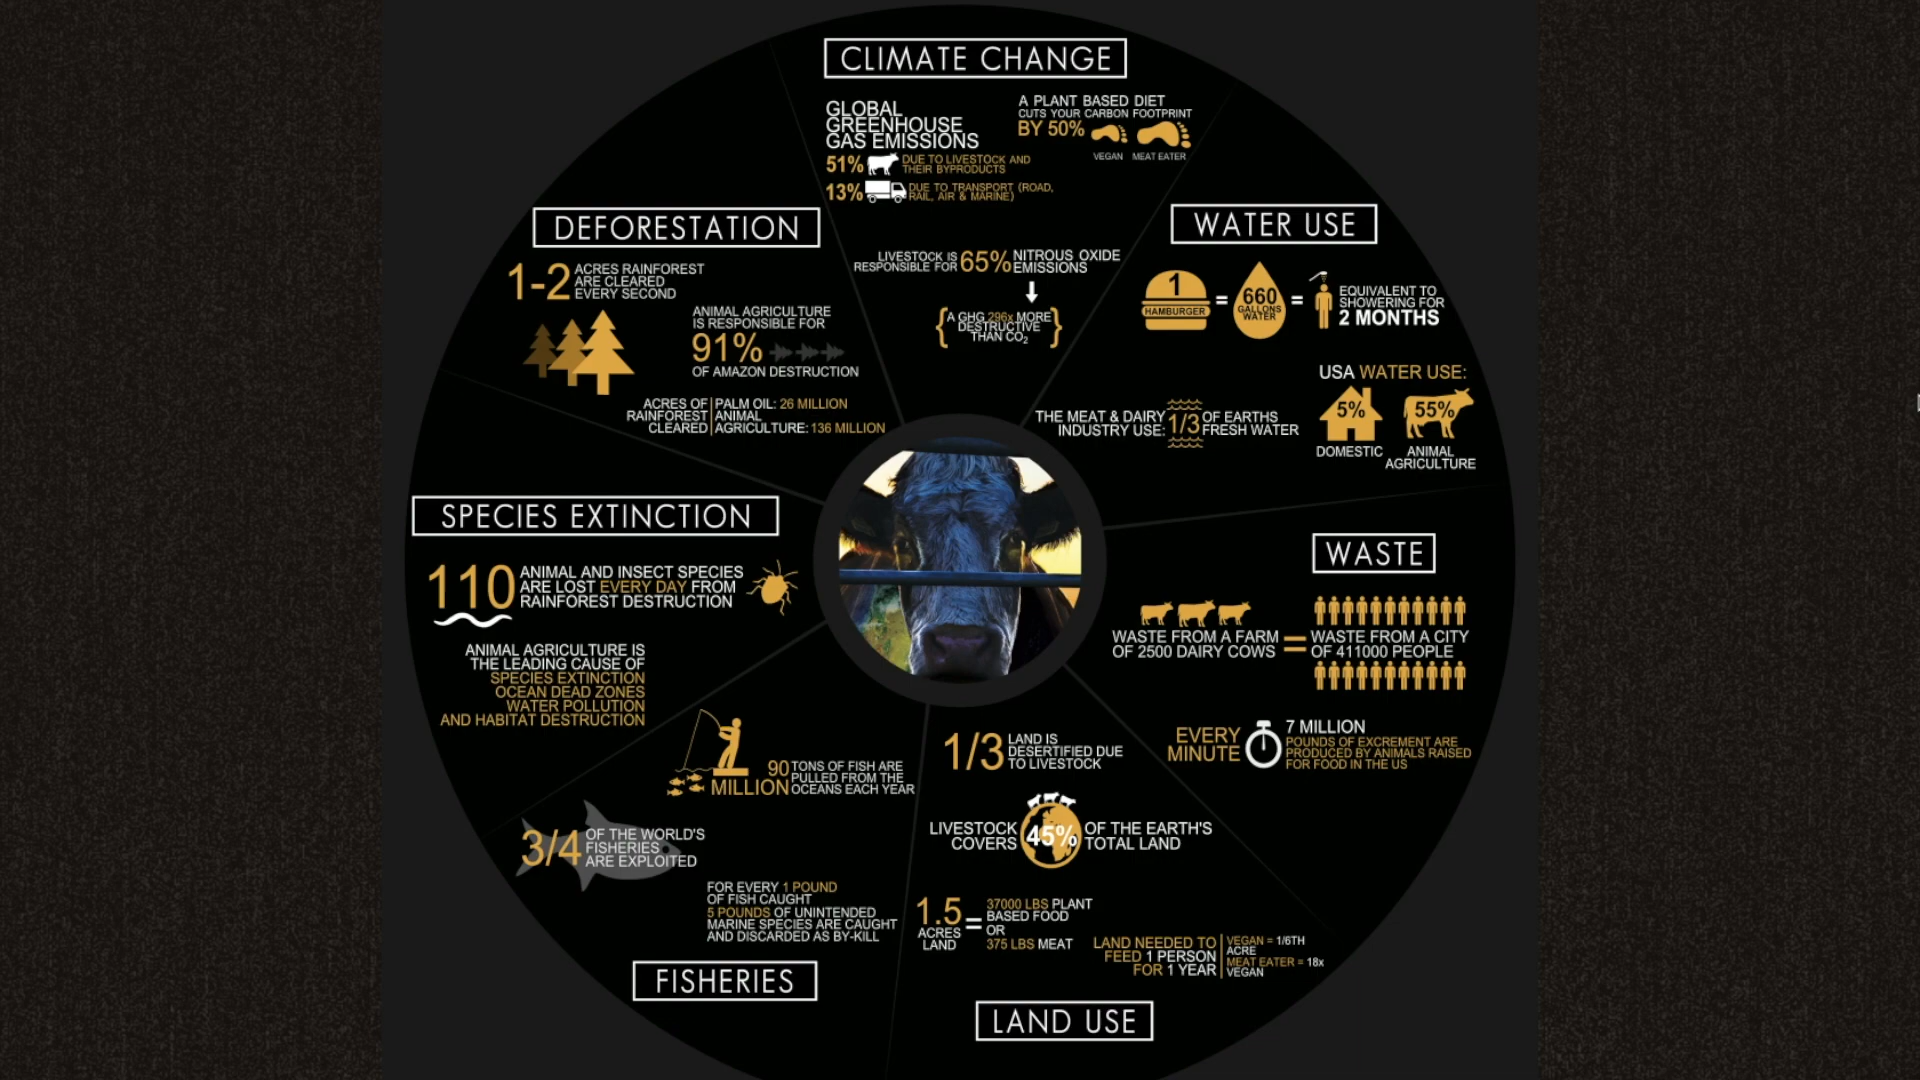 CLIMATE CHANGE
GLOBAL
GREENHOUSE
GAS EMISSIONS
51%
DUE TO LIVESTOCK AND
THEIR BYPRODUCTS
13%
DUE TO TRANSPORT (ROAD,
RAIL, AIR & MARINE)
A PLANT BASED DIET
CUTS YOUR CARBON FOOTPRINT
BY 50%
VEGAN MEAT EATER
LIVESTOCK IS
RESPONSIBLE FOR
65%
NITROUS OXIDE
EMISSIONS
{A GHG 296x MORE
DESTRUCTIVE
THAN CO₂}
WATER USE
1
HAMBURGER
=
660
GALLONS
WATER
=
EQUIVALENT TO
SHOWERING FOR
2 MONTHS
USA WATER USE:
5%
DOMESTIC
55%
ANIMAL
AGRICULTURE
THE MEAT & DAIRY
INDUSTRY USE:
1/3
OF EARTHS
FRESH WATER
WASTE
WASTE FROM A FARM
OF 2500 DAIRY COWS
=
WASTE FROM A CITY
OF 411000 PEOPLE
EVERY
MINUTE
7 MILLION
POUNDS OF EXCREMENT ARE
PRODUCED BY ANIMALS RAISED
FOR FOOD IN THE US
1/3
LAND IS
DESERTIFIED DUE
TO LIVESTOCK
LIVESTOCK
COVERS
45%
OF THE EARTH'S
TOTAL LAND
1.5
ACRES
LAND
=
37000 LBS PLANT
BASED FOOD
OR
375 LBS MEAT
LAND NEEDED TO
FEED 1 PERSON
FOR 1 YEAR
VEGAN = 1/6TH
ACRE
MEAT EATER = 18x
VEGAN
LAND USE
90
MILLION
TONS OF FISH ARE
PULLED FROM THE
OCEANS EACH YEAR
3/4
OF THE WORLD'S
FISHERIES
ARE EXPLOITED
FOR EVERY 1 POUND
OF FISH CAUGHT
5 POUNDS OF UNINTENDED
MARINE SPECIES ARE CAUGHT
AND DISCARDED AS BY-KILL
FISHERIES
SPECIES EXTINCTION
110
ANIMAL AND INSECT SPECIES
ARE LOST EVERY DAY FROM
RAINFOREST DESTRUCTION
ANIMAL AGRICULTURE IS
THE LEADING CAUSE OF
SPECIES EXTINCTION
OCEAN DEAD ZONES
WATER POLLUTION
AND HABITAT DESTRUCTION
DEFORESTATION
1-2
ACRES RAINFOREST
ARE CLEARED
EVERY SECOND
ANIMAL AGRICULTURE
IS RESPONSIBLE FOR
91%
OF AMAZON DESTRUCTION
ACRES OF
RAINFOREST
CLEARED
PALM OIL: 26 MILLION
ANIMAL
AGRICULTURE: 136 MILLION